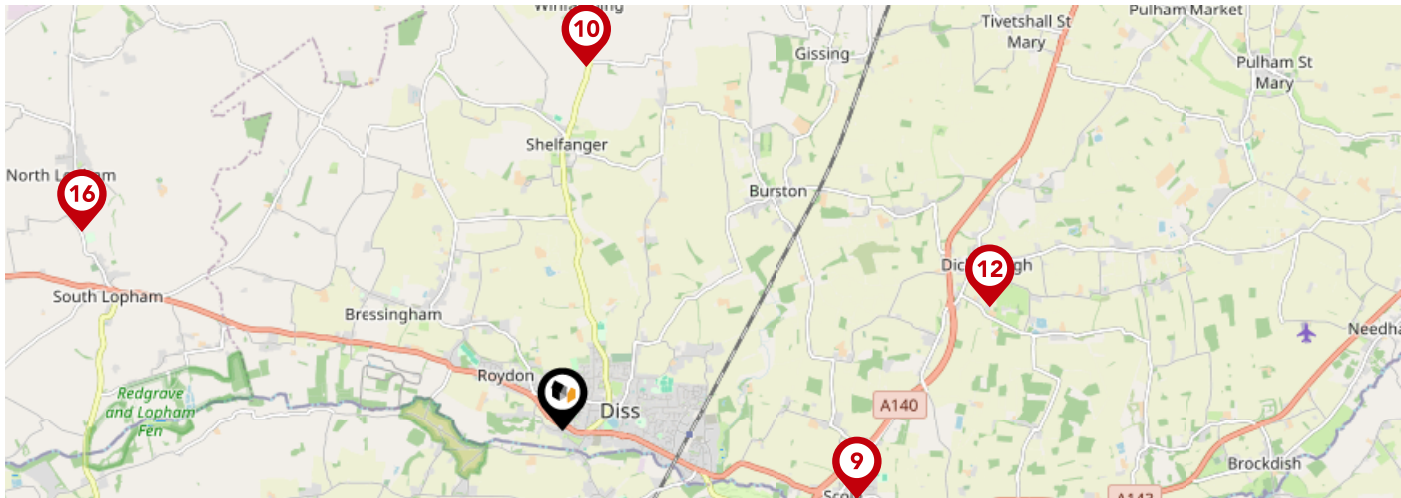 10
Tivetshall St
Mary
Pulham Market
Gissing
Pulham St
Mary
Shelfanger
16
Burston
12
South Lopham
Bressingham
Needha
Roydon
Redgrave
and Lopham
Fen
Diss
A140
9
Brockdish